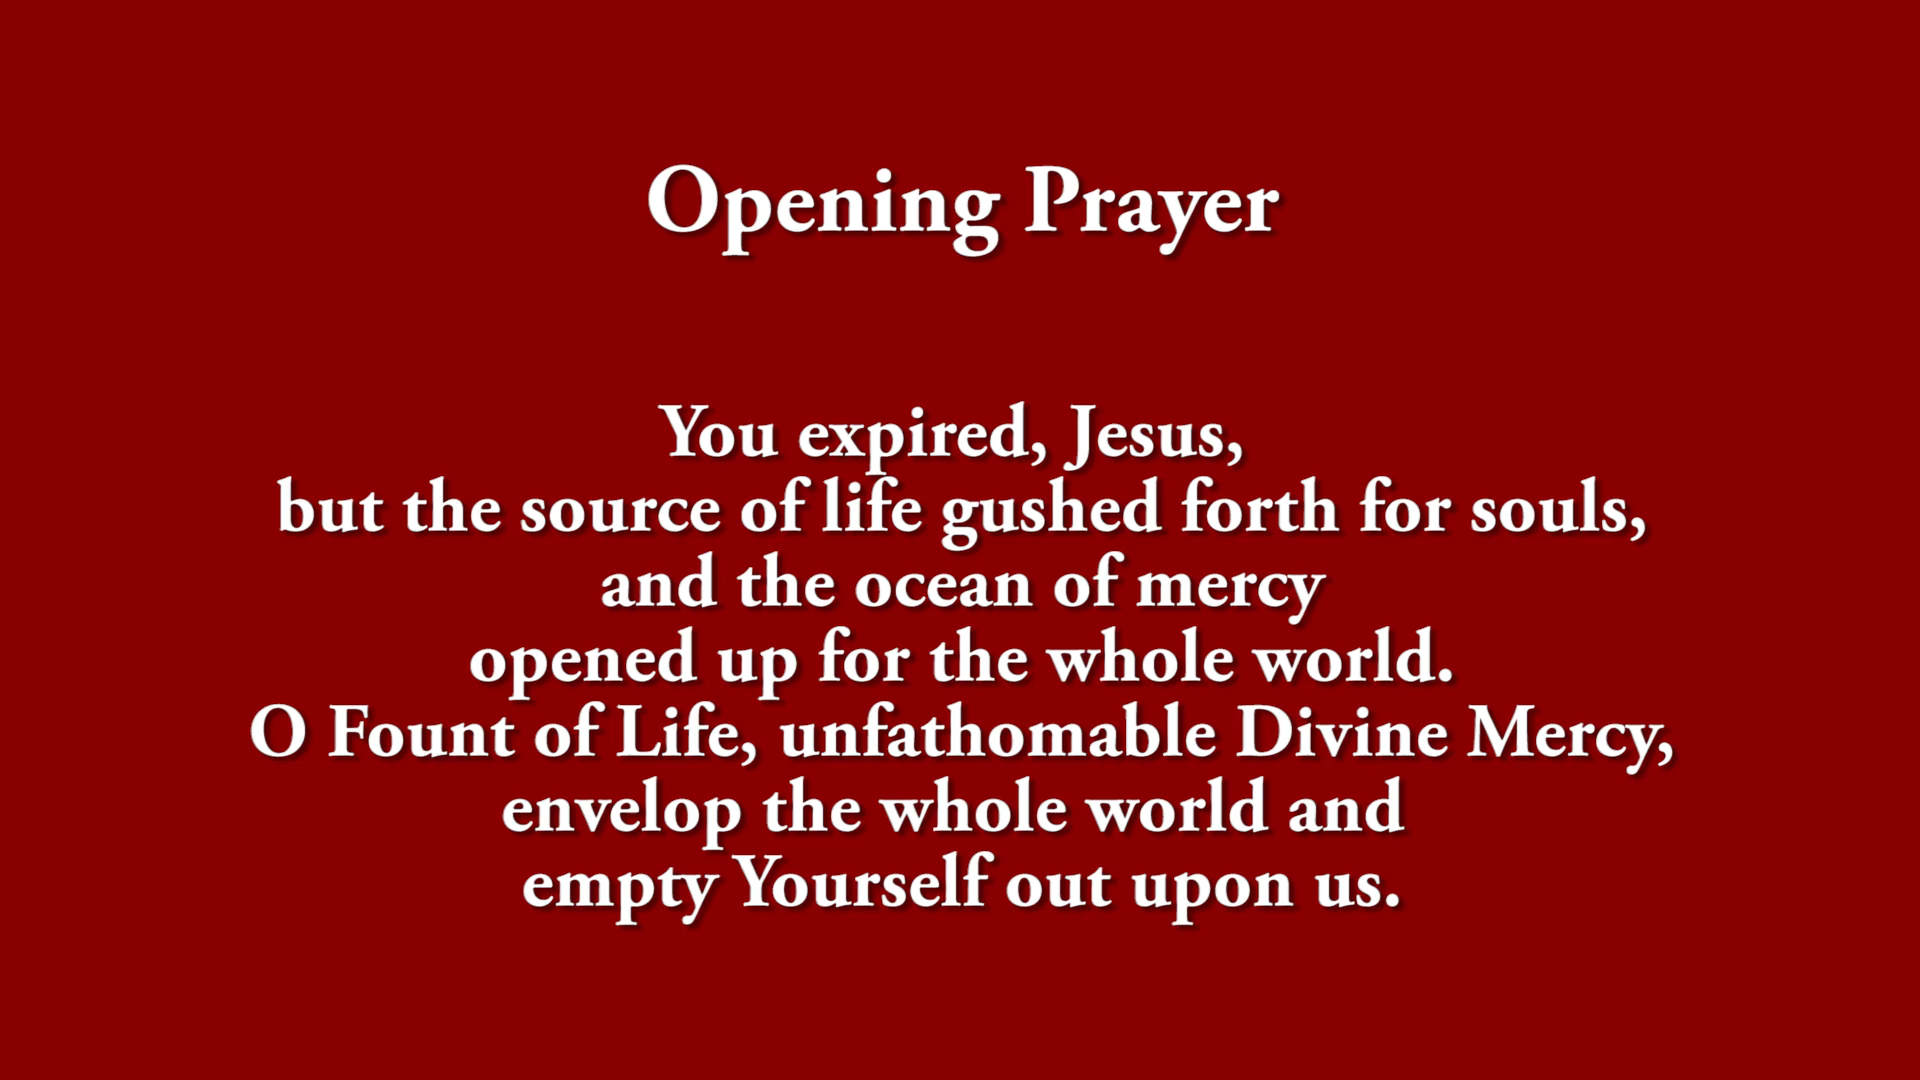 Opening Prayer
You expired, Jesus,
but the source of life gushed forth for souls,
and the ocean of mercy
opened up for the whole world.
O Fount of Life, unfathomable Divine Mercy,
envelop the whole world and
empty Yourself out upon us.